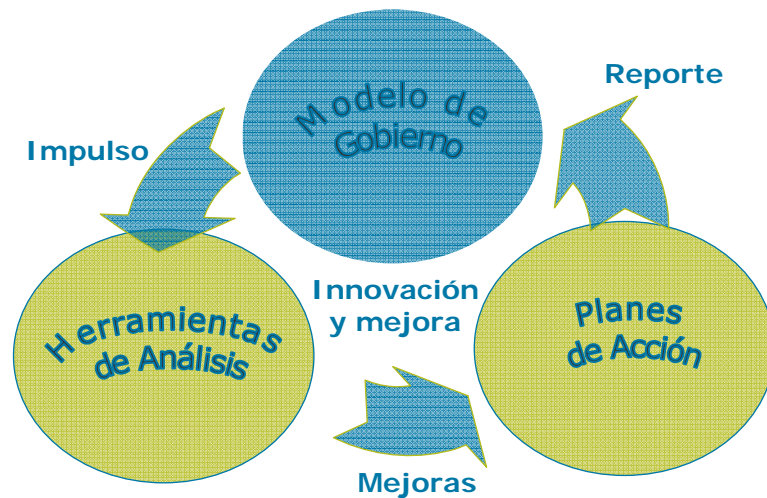 Modelo de
Gobierno
Reporte
Impulso
Innovación
y mejora
Herramientas
de Análisis
Planes
de Acción
Mejoras